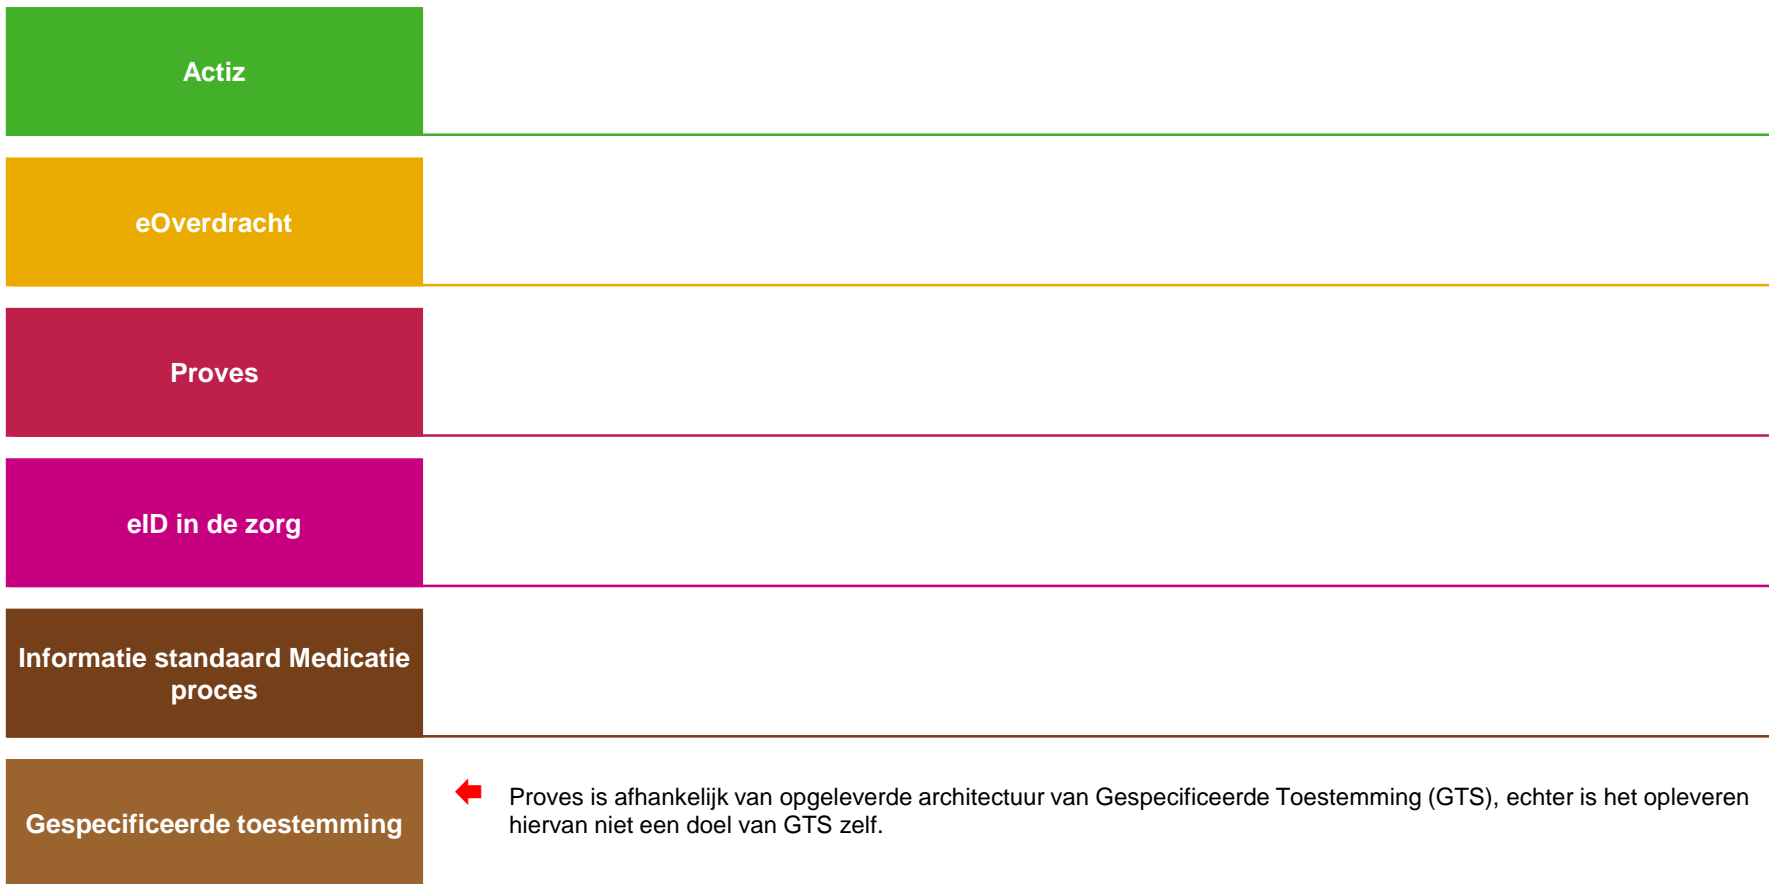 Actiz
eOverdracht
Proves
eID in de zorg
Informatie standaard Medicatie
proces
Gespecificeerde toestemming
Proves is afhankelijk van opgeleverde architectuur van Gespecificeerde Toestemming (GTS), echter is het opleveren
hiervan niet een doel van GTS zelf.